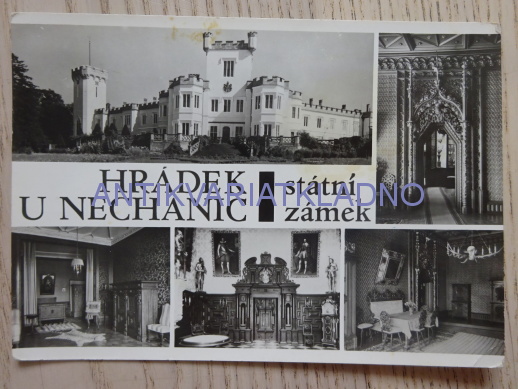 HRÁDEK
U NECHANIC
státní
zámek
ANTIKVARIATKLADNO